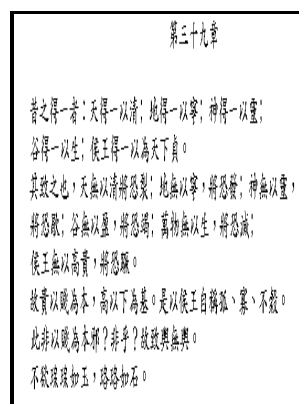 第三十九章
昔之得一者：天得一以清；地得一以寧；神得一以靈；
谷得一以生；侯王得一以為天下貞。
其致之也，天無以清將恐裂；地無以寧，將恐發；神無以靈，
將恐歇；谷無以盈，將恐竭；萬物無以生，將恐滅；
侯王無以高貴，將恐蹶。
故貴以賤為本，高以下為基。是以侯王自稱孤、寡、不穀。
此非以賤為本邪？非乎？故致輿無輿。
不欲琭琭如玉，珞珞如石。